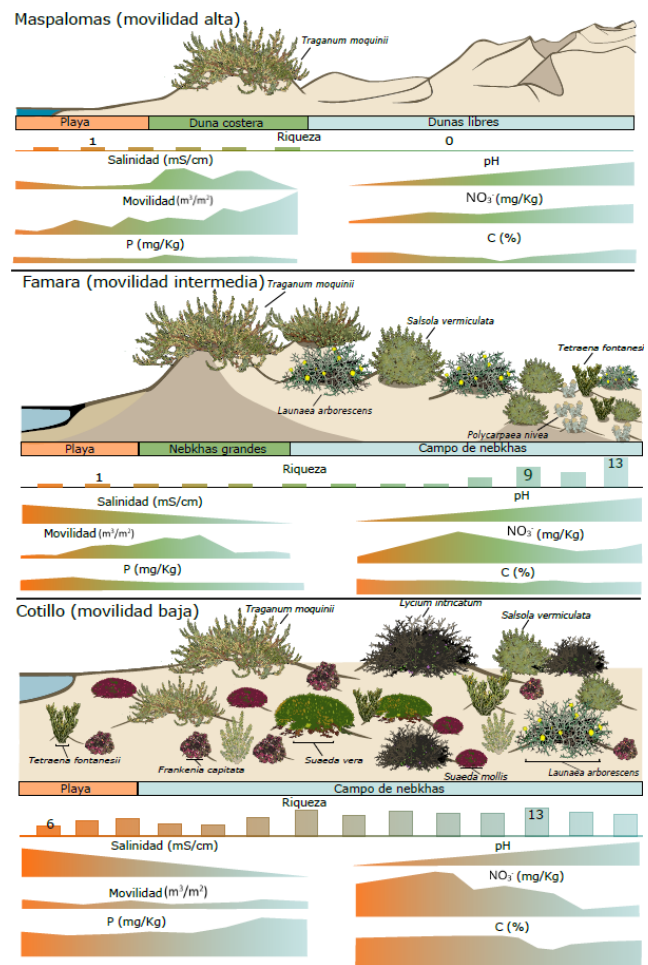 Maspalomas (movilidad alta)
Traganum moquinii
Playa
Duna costera
Dunas libres
Riqueza
1
0
Salinidad (mS/cm)
pH
Movilidad (m³/m²)
NO₃⁻ (mg/Kg)
P (mg/Kg)
C (%)
Famara (movilidad intermedia)
Traganum moquinii
Salsola vermiculata
Tetraena fontanesi
Launaea arborescens
Polycarpaea nivea
Playa
Nebkhas grandes
Campo de nebkhas
Riqueza
1
9
13
Salinidad (mS/cm)
pH
Movilidad (m³/m²)
NO₃⁻ (mg/Kg)
P (mg/Kg)
C (%)
Cotillo (movilidad baja)
Traganum moquinii
Lycium intricatum
Salsola vermiculata
Tetraena fontanesii
Frankenia capitata
Suaeda vera
Suaeda mollis
Launaea arborescens
Playa
Campo de nebkhas
Riqueza
6
13
Salinidad (mS/cm)
pH
Movilidad (m³/m²)
NO₃⁻ (mg/Kg)
P (mg/Kg)
C (%)